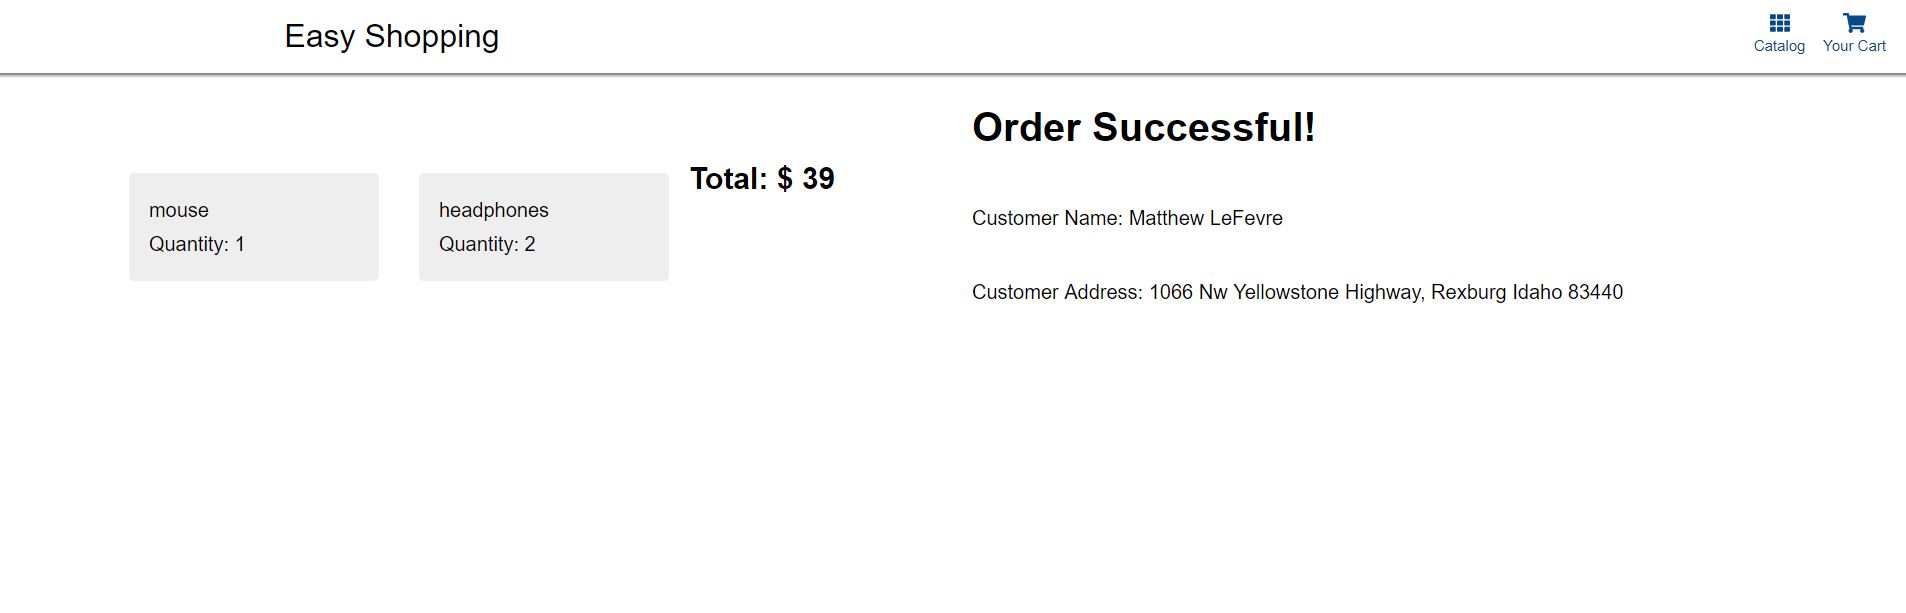 Easy Shopping
Catalog
Your Cart
mouse
Quantity: 1
headphones
Quantity: 2
Total: $ 39
Order Successful!
Customer Name: Matthew LeFevre
Customer Address: 1066 Nw Yellowstone Highway, Rexburg Idaho 83440